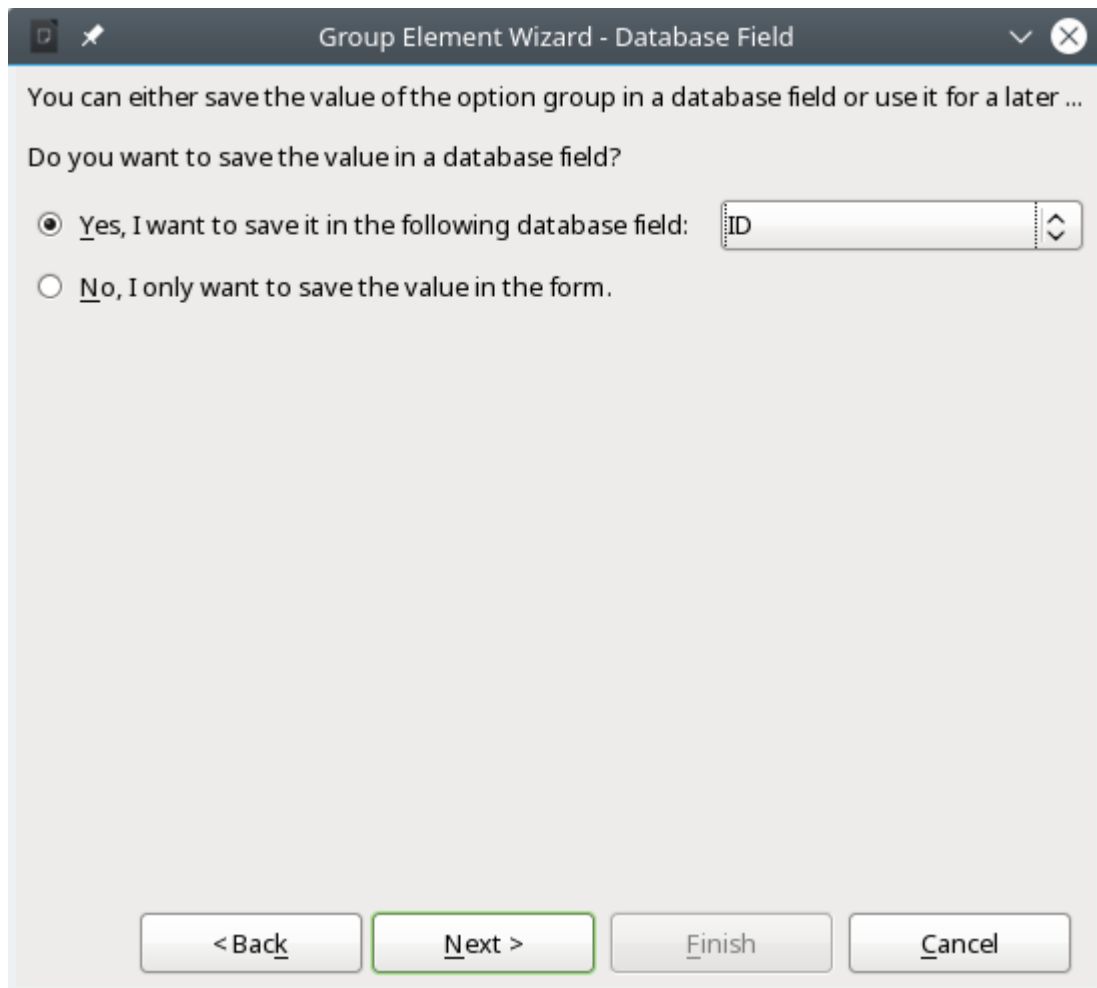 Group Element Wizard - Database Field
You can either save the value of the option group in a database field or use it for a later ...
Do you want to save the value in a database field?
Yes, I want to save it in the following database field:
ID
No, I only want to save the value in the form.
< Back
Next >
Finish
Cancel